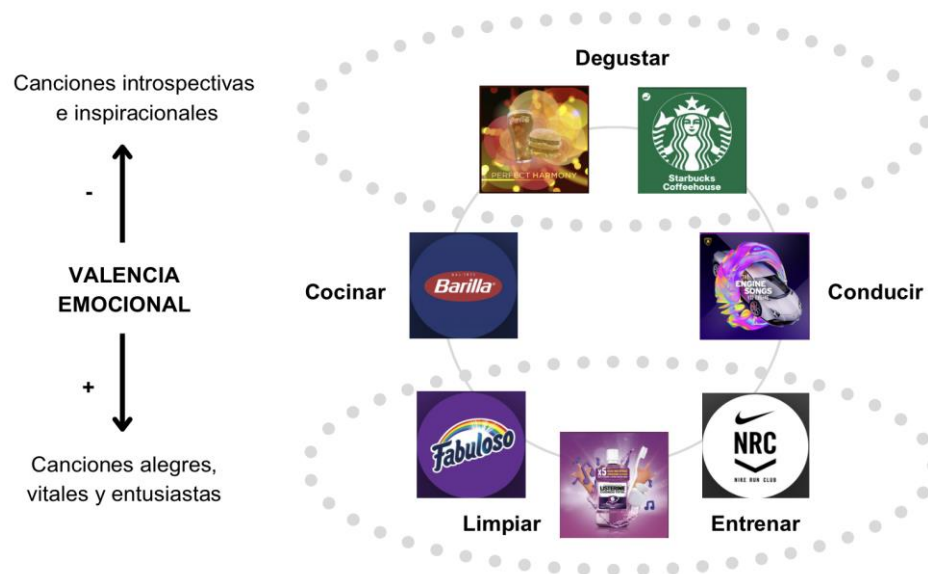 Degustar
Canciones introspectivas
e inspiracionales
-
PERFECT HARMONY
Starbucks
Coffeehouse
VALENCIA
EMOCIONAL
Cocinar
Barilla
ENGINE
SONGS
Conducir
+
Fabuloso
NRC
NIKE RUN CLUB
x5
LISTERINE
Canciones alegres,
vitales y entusiastas
Limpiar
Entrenar